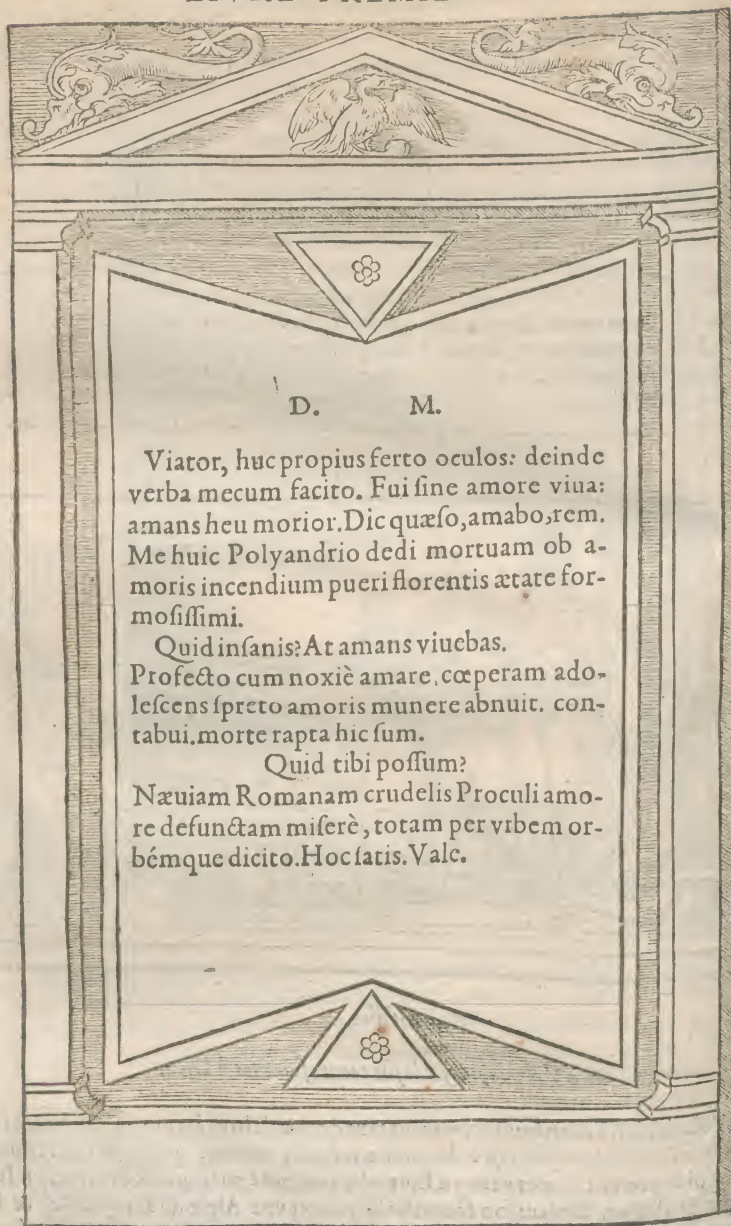 D. M.
Viator, huc propius ferto oculos: deinde
verba mecum facito. Fui sine amore viua:
amans heu morior. Dic quæso, amabo, rem.
Me huic Polyandrio dedi mortuam ob a-
moris incendium pueri florentis ætate for-
mosissimi.
Quid insanis? At amans viuebas.
Profecto cum noxiè amare, cœperam ado-
lescens spreto amoris munere abnuit. con-
tabui. morte rapta hic sum.
Quid tibi possum?
Næuiam Romanam crudelis Proculi amo-
re defunctam miserè, totam per vrbem or-
bémque dicito. Hoc satis. Vale.